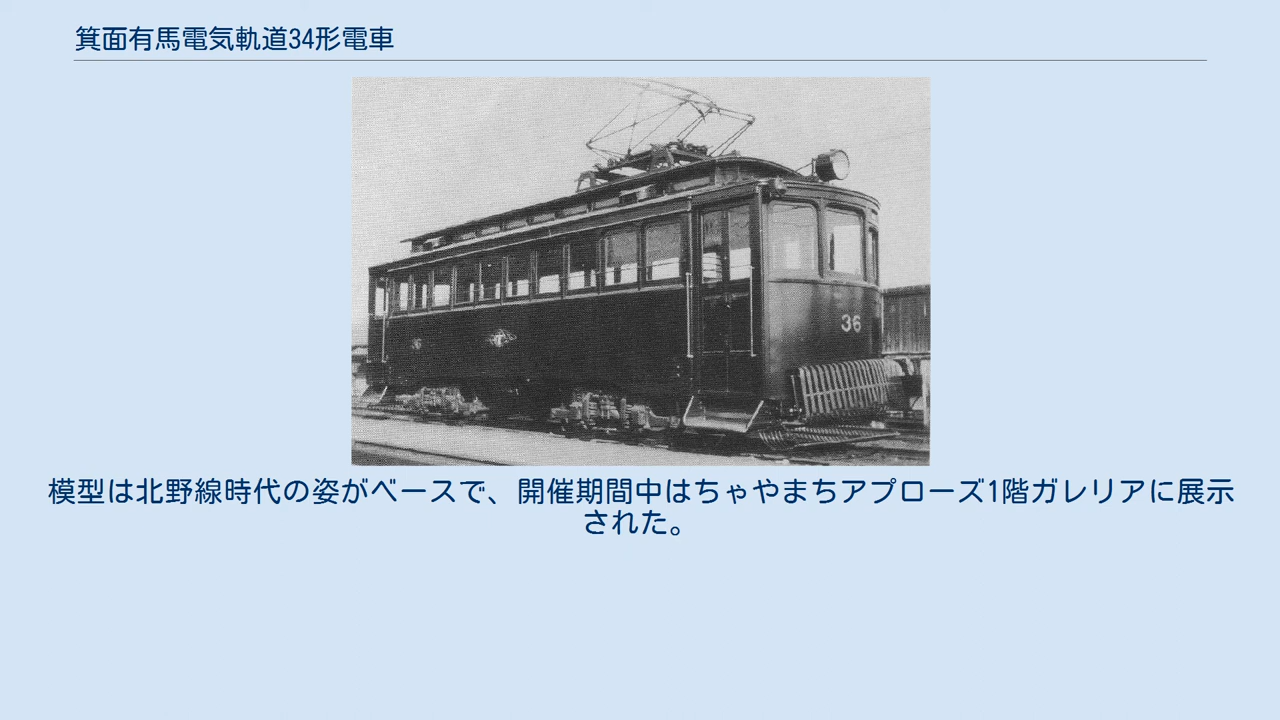 箕面有馬電気軌道34形電車
36
36
模型は北野線時代の姿がベースで、開催期間中はちゃやまちアプローズ1階ガレリアに展示
された。